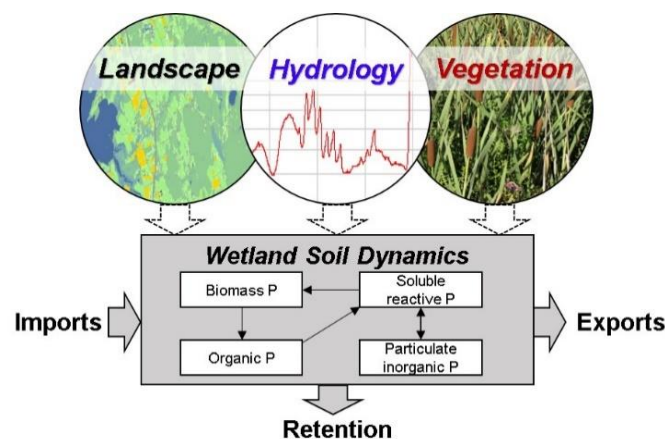 Landscape
Hydrology
Vegetation
Wetland Soil Dynamics
Biomass P
Soluble
reactive P
Imports
Exports
Organic P
Particulate
inorganic P
Retention